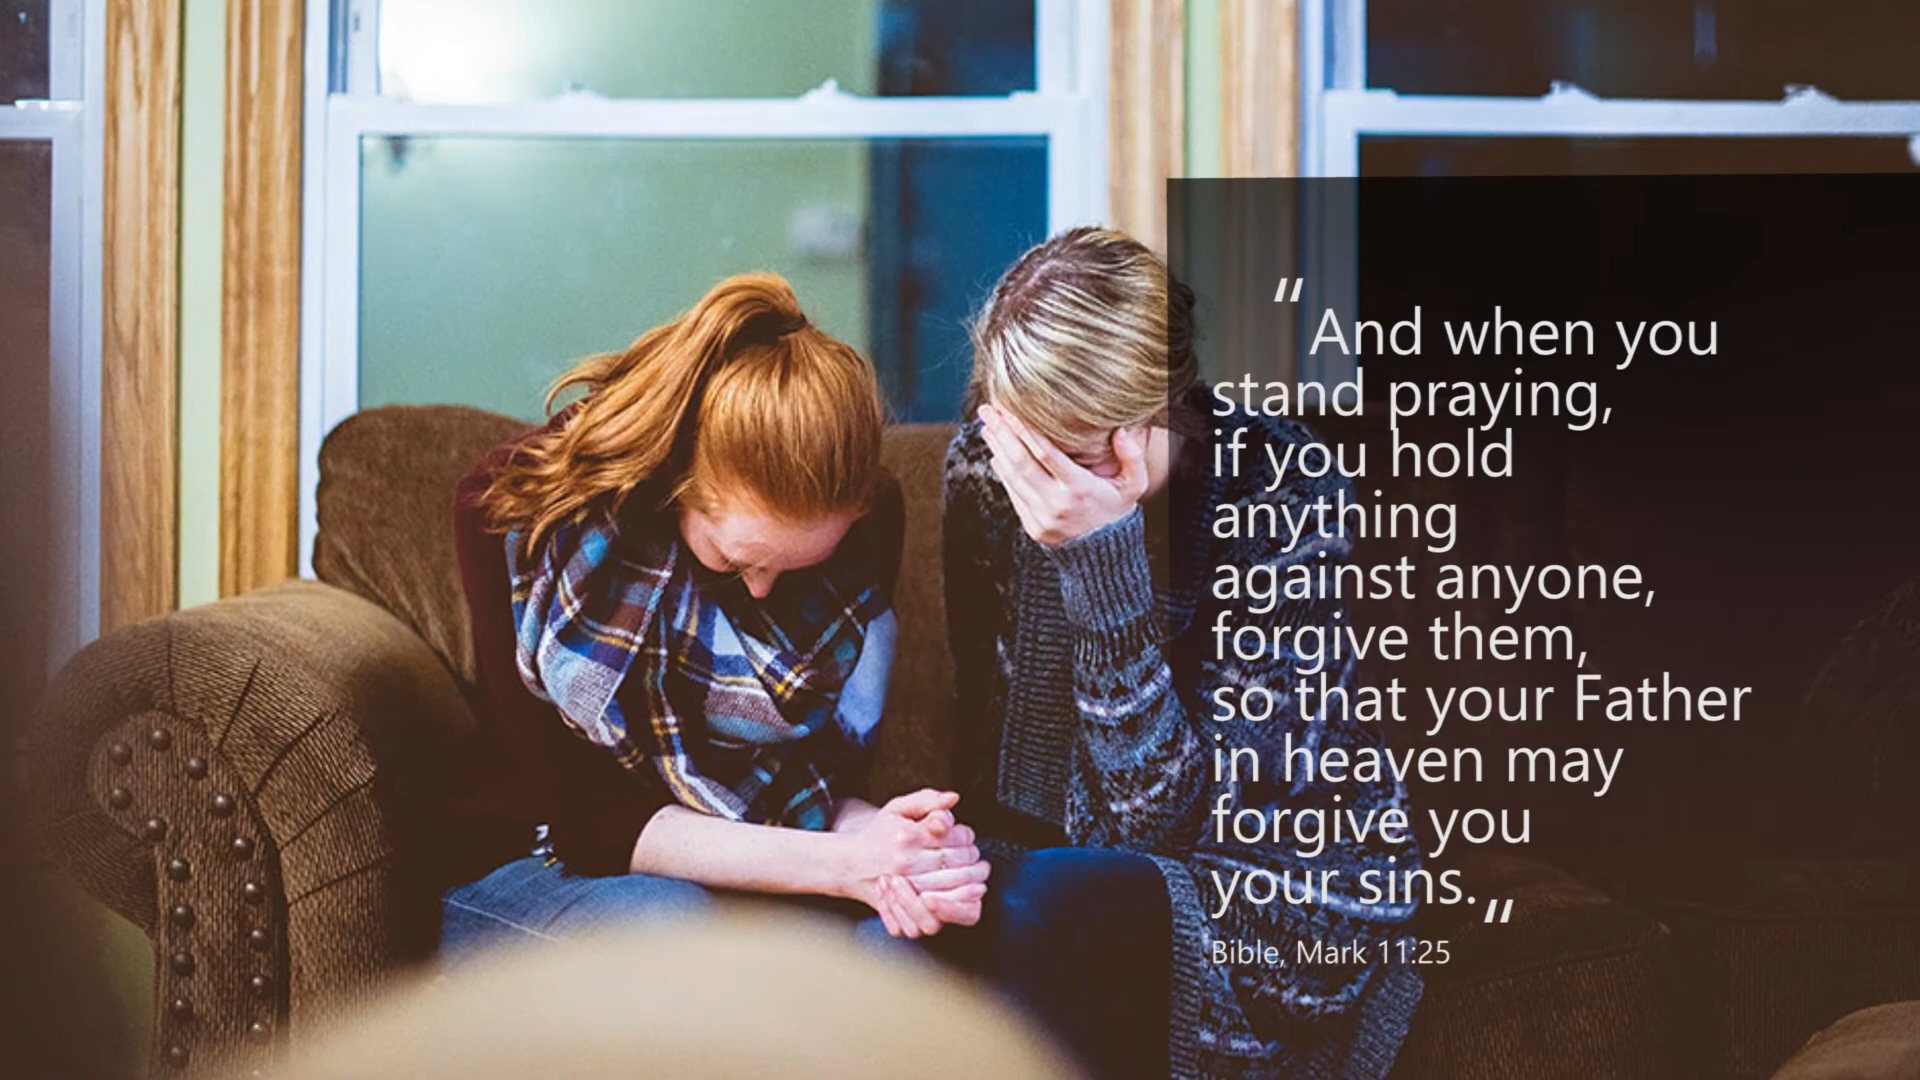 “And when you
stand praying,
if you hold
anything
against anyone,
forgive them,
so that your Father
in heaven may
forgive you
your sins.“
Bible, Mark 11:25